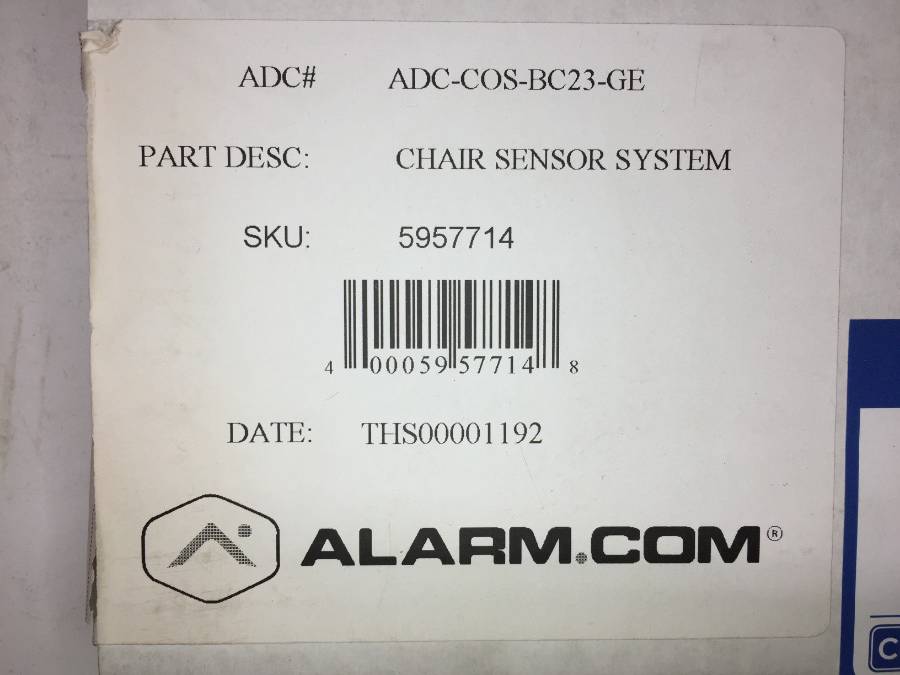 ADC# ADC-COS-BC23-GE
PART DESC: CHAIR SENSOR SYSTEM
SKU: 5957714
4 00059 57714 8
DATE: THS00001192
ALARM.COM®
C